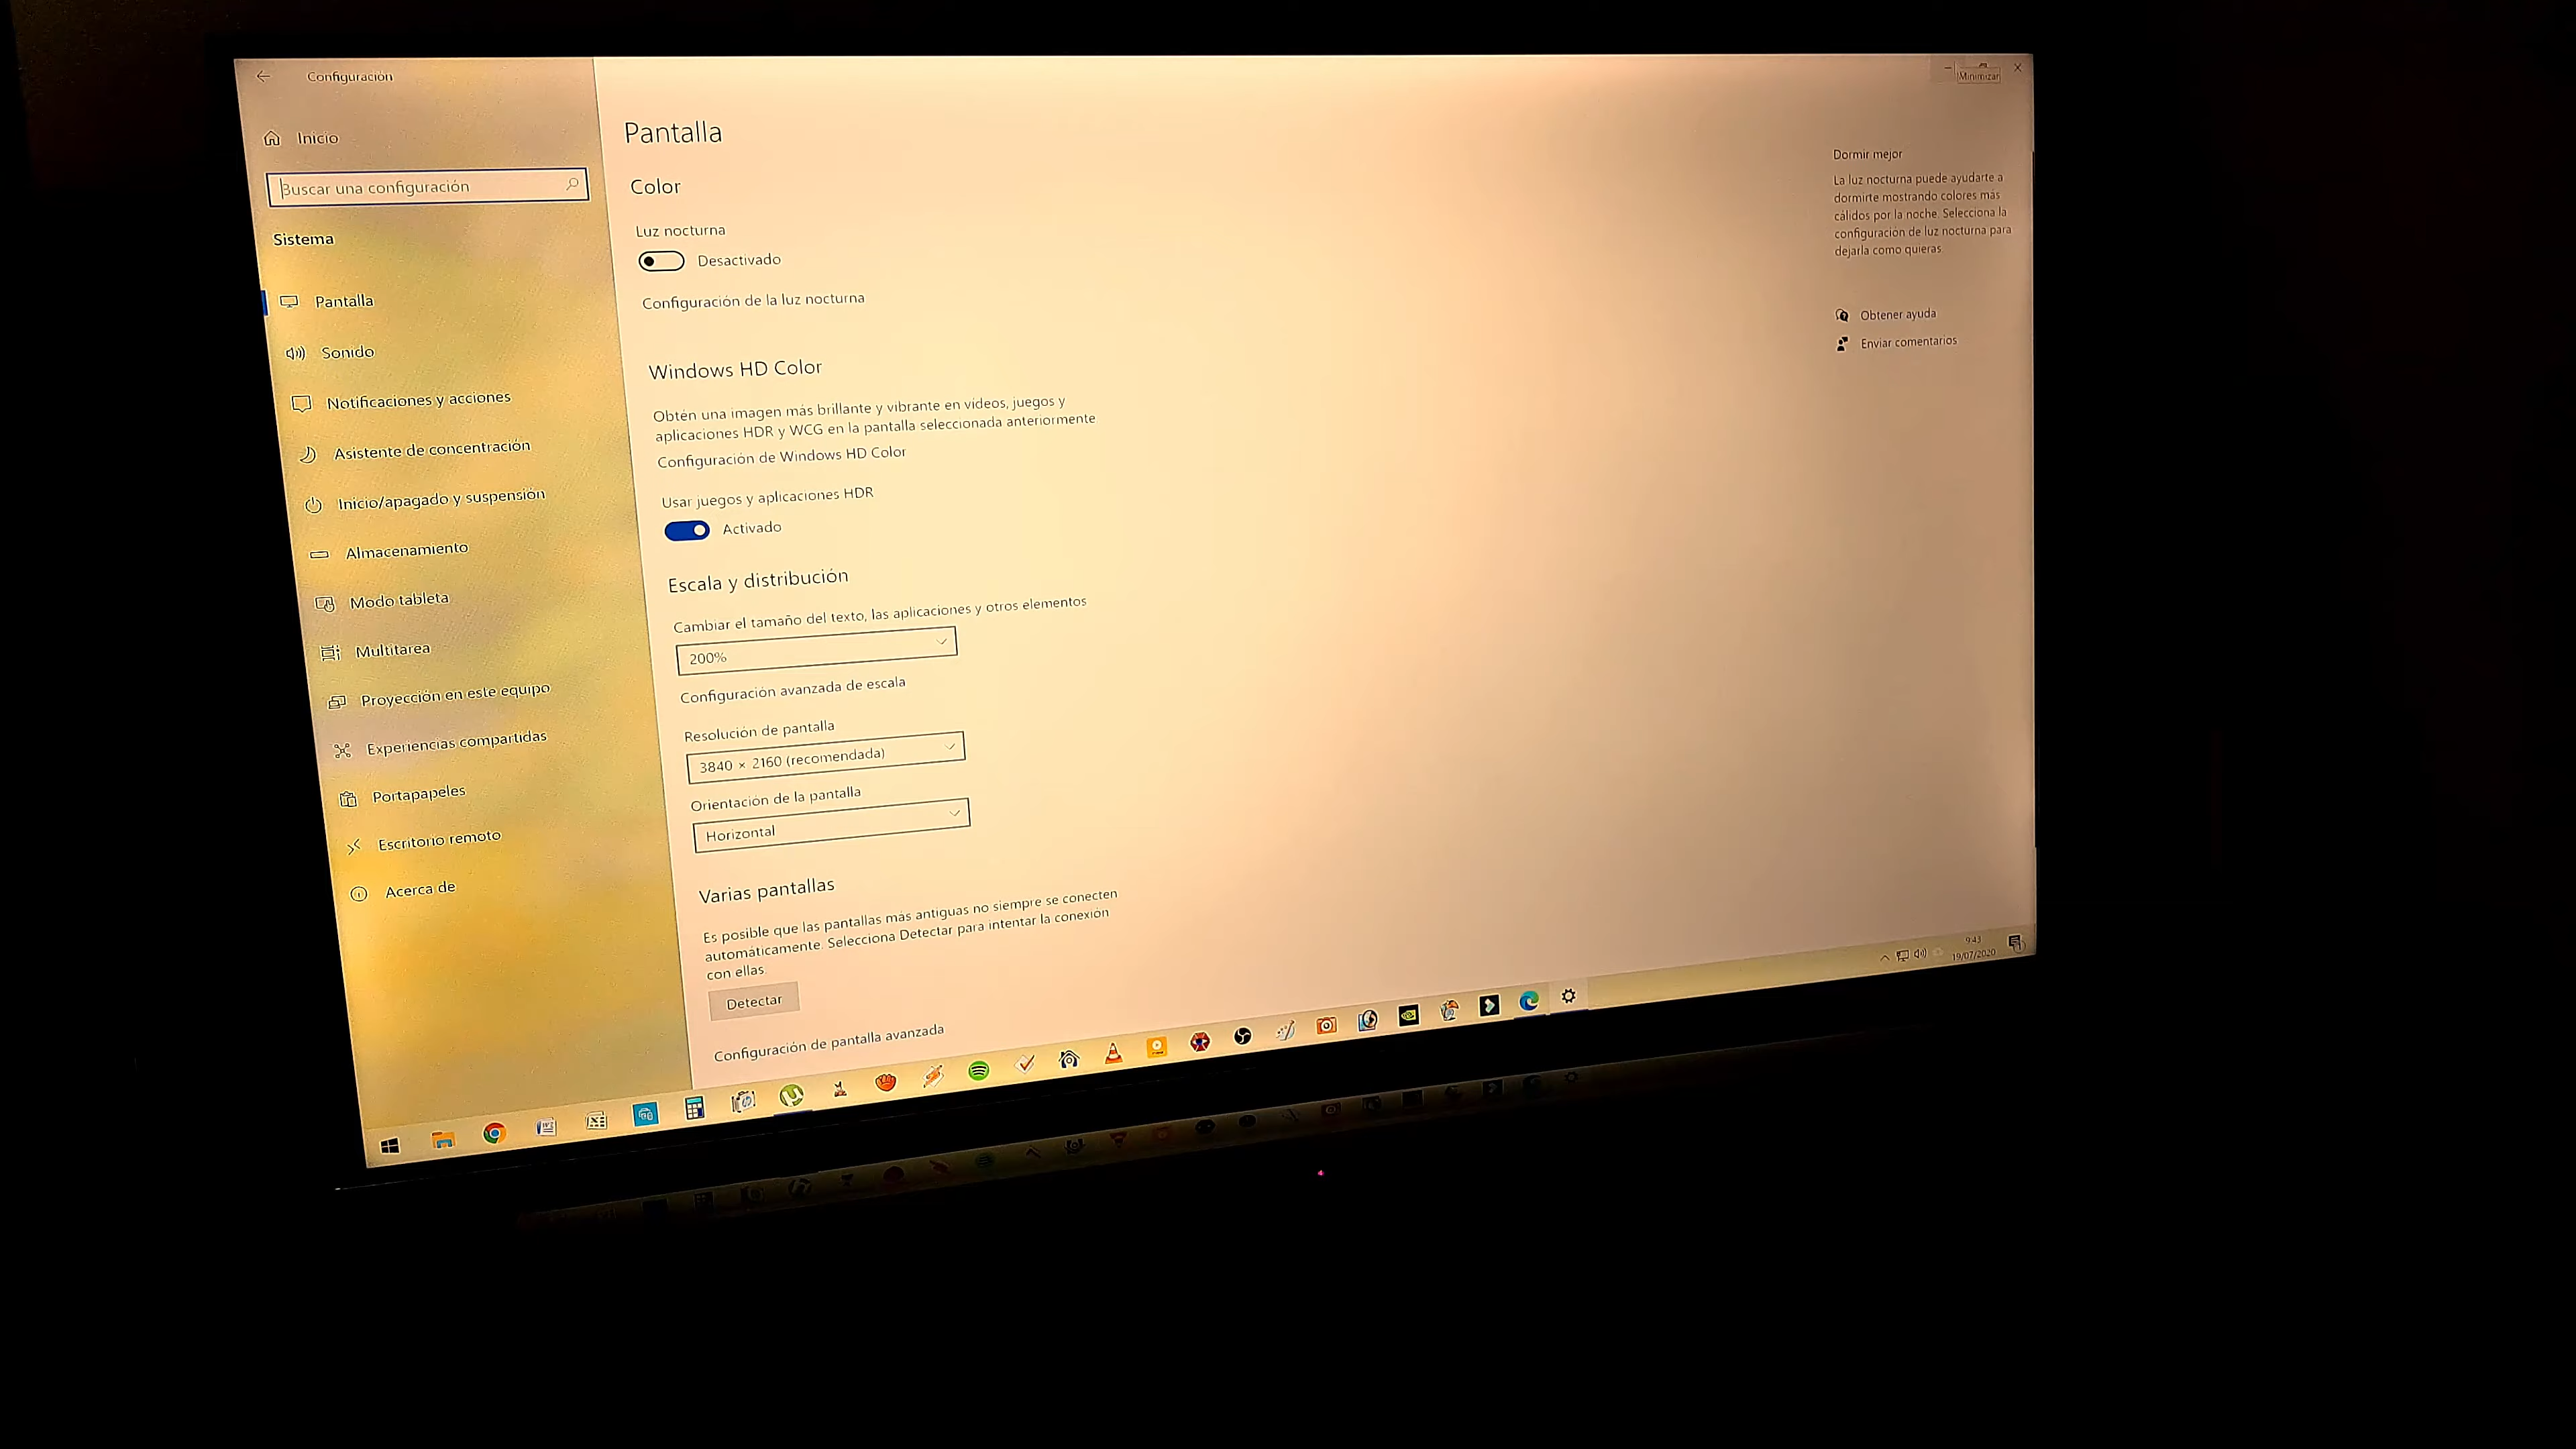 Configuración
Minimizar
Inicio
Buscar una configuración
Sistema
Pantalla
Sonido
Notificaciones y acciones
Asistente de concentración
Inicio/apagado y suspensión
Almacenamiento
Modo tableta
Multitarea
Proyección en este equipo
Experiencias compartidas
Portapapeles
Escritorio remoto
Acerca de
Pantalla
Color
Luz nocturna
Desactivado
Configuración de la luz nocturna
Windows HD Color
Obtén una imagen más brillante y vibrante en vídeos, juegos y
aplicaciones HDR y WCG en la pantalla seleccionada anteriormente
Configuración de Windows HD Color
Usar juegos y aplicaciones HDR
Activado
Escala y distribución
Cambiar el tamaño del texto, las aplicaciones y otros elementos
200%
Configuración avanzada de escala
Resolución de pantalla
3840 × 2160 (recomendada)
Orientación de la pantalla
Horizontal
Varias pantallas
Es posible que las pantallas más antiguas no siempre se conecten
automáticamente. Selecciona Detectar para intentar la conexión
con ellas.
Detectar
Configuración de pantalla avanzada
Dormir mejor
La luz nocturna puede ayudarte a
dormirte mostrando colores más
cálidos por la noche. Selecciona la
configuración de luz nocturna para
dejarla como quieras.
Obtener ayuda
Enviar comentarios
9:43
19/07/2020